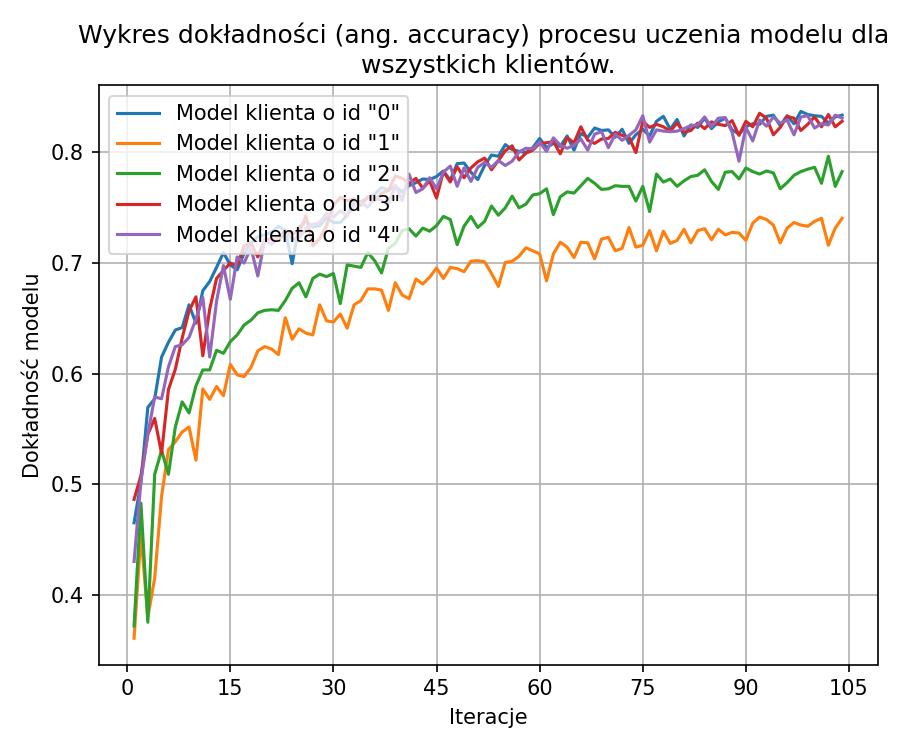 Wykres dokładności (ang. accuracy) procesu uczenia modelu dla
wszystkich klientów.
Model klienta o id "0"
Model klienta o id "1"
Model klienta o id "2"
Model klienta o id "3"
Model klienta o id "4"
Dokładność modelu
0.8
0.7
0.6
0.5
0.4
0 15 30 45 60 75 90 105
Iteracje